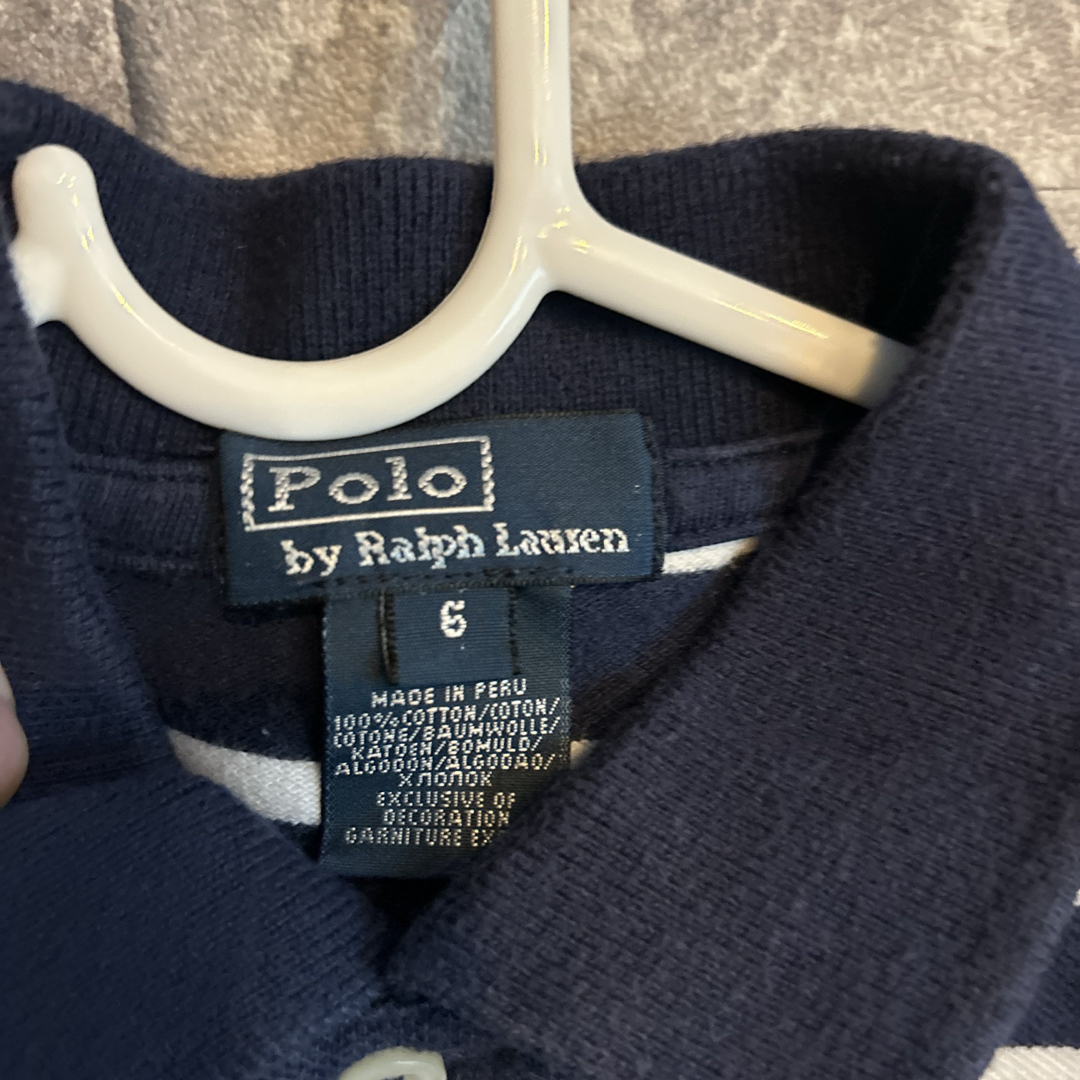 Polo
by Ralph Lauren
6
MADE IN PERU
100% COTTON/COTON/
COTONE/BAUMWOLLE/
KATOEN/BOMULD/
ALGODON/ALGODAO/
ХЛОПОК
EXCLUSIVE OF
DECORATION
GARNITURE